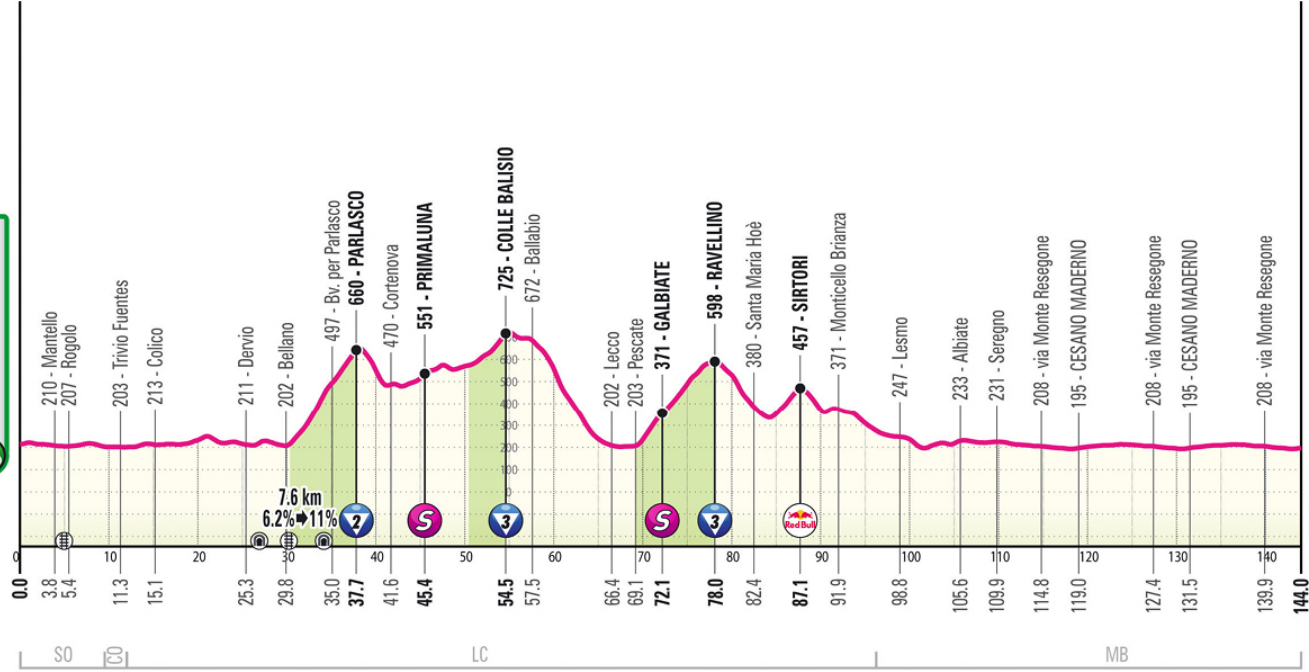 210 - Mantello
207 - Rogolo
203 - Trivio Fuentes
213 - Colico
211 - Dervio
202 - Bellano
497 - Bv. per Parlasco
660 - PARLASCO
470 - Cortenova
551 - PRIMALUNA
725 - COLLE BALISIO
672 - Ballabio
202 - Lecco
203 - Pescate
371 - GALBIATE
598 - RAVELLINO
380 - Santa Maria Hoè
457 - SIRTORI
371 - Monticello Brianza
247 - Lesmo
233 - Albiate
231 - Seregno
208 - via Monte Resegone
195 - CESANO MADERNO
208 - via Monte Resegone
195 - CESANO MADERNO
208 - via Monte Resegone
600
500
400
300
200
100
0
7.6 km
6.2% 11%
2
S
3
S
3
Red Bull
0
10
20
30
40
50
60
70
80
90
100
110
120
130
140
0.0
3.8
5.4
11.3
15.1
25.3
29.8
35.0
37.7
41.6
45.4
54.5
57.5
66.4
69.1
72.1
78.0
82.4
87.1
91.9
98.8
105.6
109.9
114.8
119.0
127.4
131.5
139.9
144.0
SO
CO
LC
MB